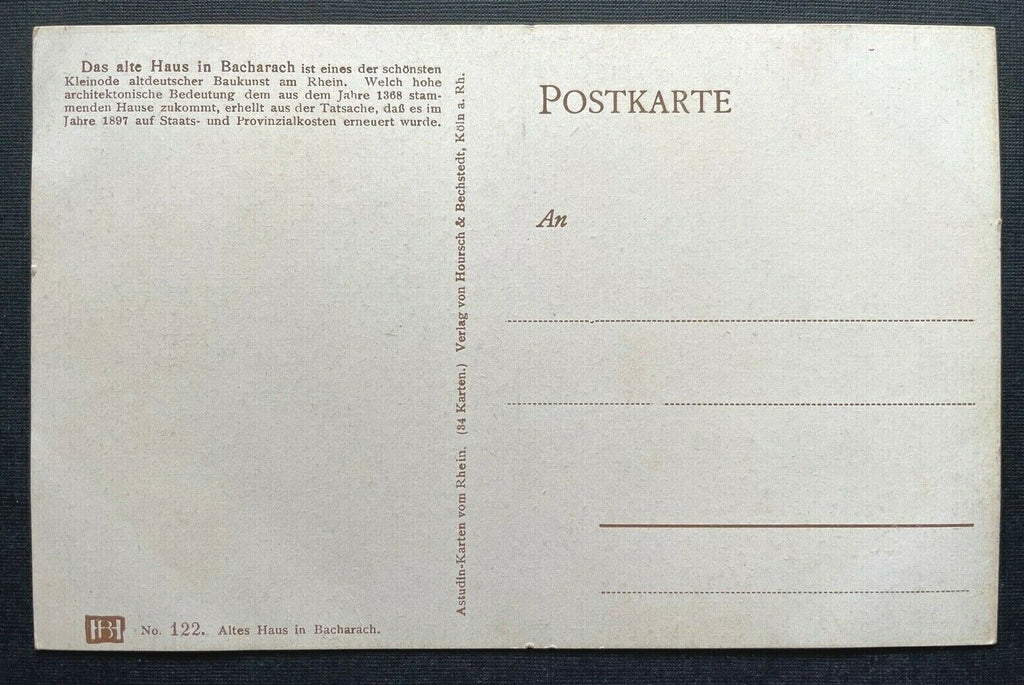 Das alte Haus in Bacharach ist eines der schönsten
Kleinode altdeutscher Baukunst am Rhein. Welch hohe
architektonische Bedeutung dem aus dem Jahre 1368 stam-
menden Hause zukommt, erhellt aus der Tatsache, daß es im
Jahre 1897 auf Staats- und Provinzialkosten erneuert wurde.
Astudin-Karten vom Rhein. (34 Karten.) Verlag von Hoursch & Bechstedt, Köln a. Rh.
POSTKARTE
An
HB No. 122. Altes Haus in Bacharach.